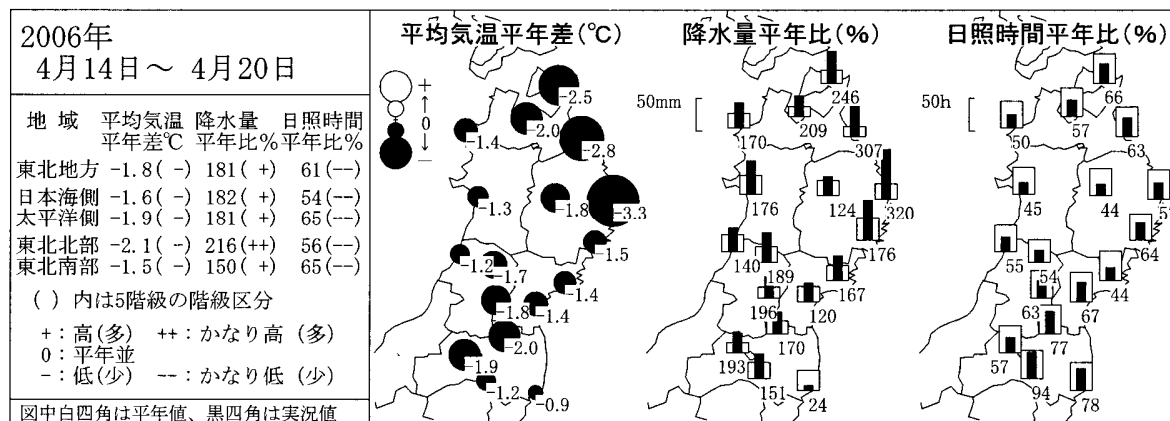 2006年
4月14日～ 4月20日
地 域 平均気温 降水量 日照時間
平年差℃ 平年比% 平年比%
東北地方 -1.8( -) 181( +) 61(--)
日本海側 -1.6( -) 182( +) 54(--)
太平洋側 -1.9( -) 181( +) 65(--)
東北北部 -2.1( -) 216(++) 56(--)
東北南部 -1.5( -) 150( +) 65(--)
( ) 内は5階級の階級区分
+：高(多) ++：かなり高 (多)
0：平年並
-：低(少) --：かなり低 (少)
図中白四角は平年値、黒四角は実況値
平均気温平年差(℃)
+
↑
0
↓
-
-2.5
-2.0
-1.4
-2.8
-1.3
-1.8
-3.3
-1.5
-1.2
-1.7
-1.4
-1.8
-1.4
-2.0
-1.9
-1.2
-0.9
降水量平年比(%)
50mm
246
209
170
307
176
124
320
176
140
189
167
196
120
170
193
151
24
日照時間平年比(%)
50h
66
57
50
63
45
44
64
55
54
44
63
67
77
57
94
78